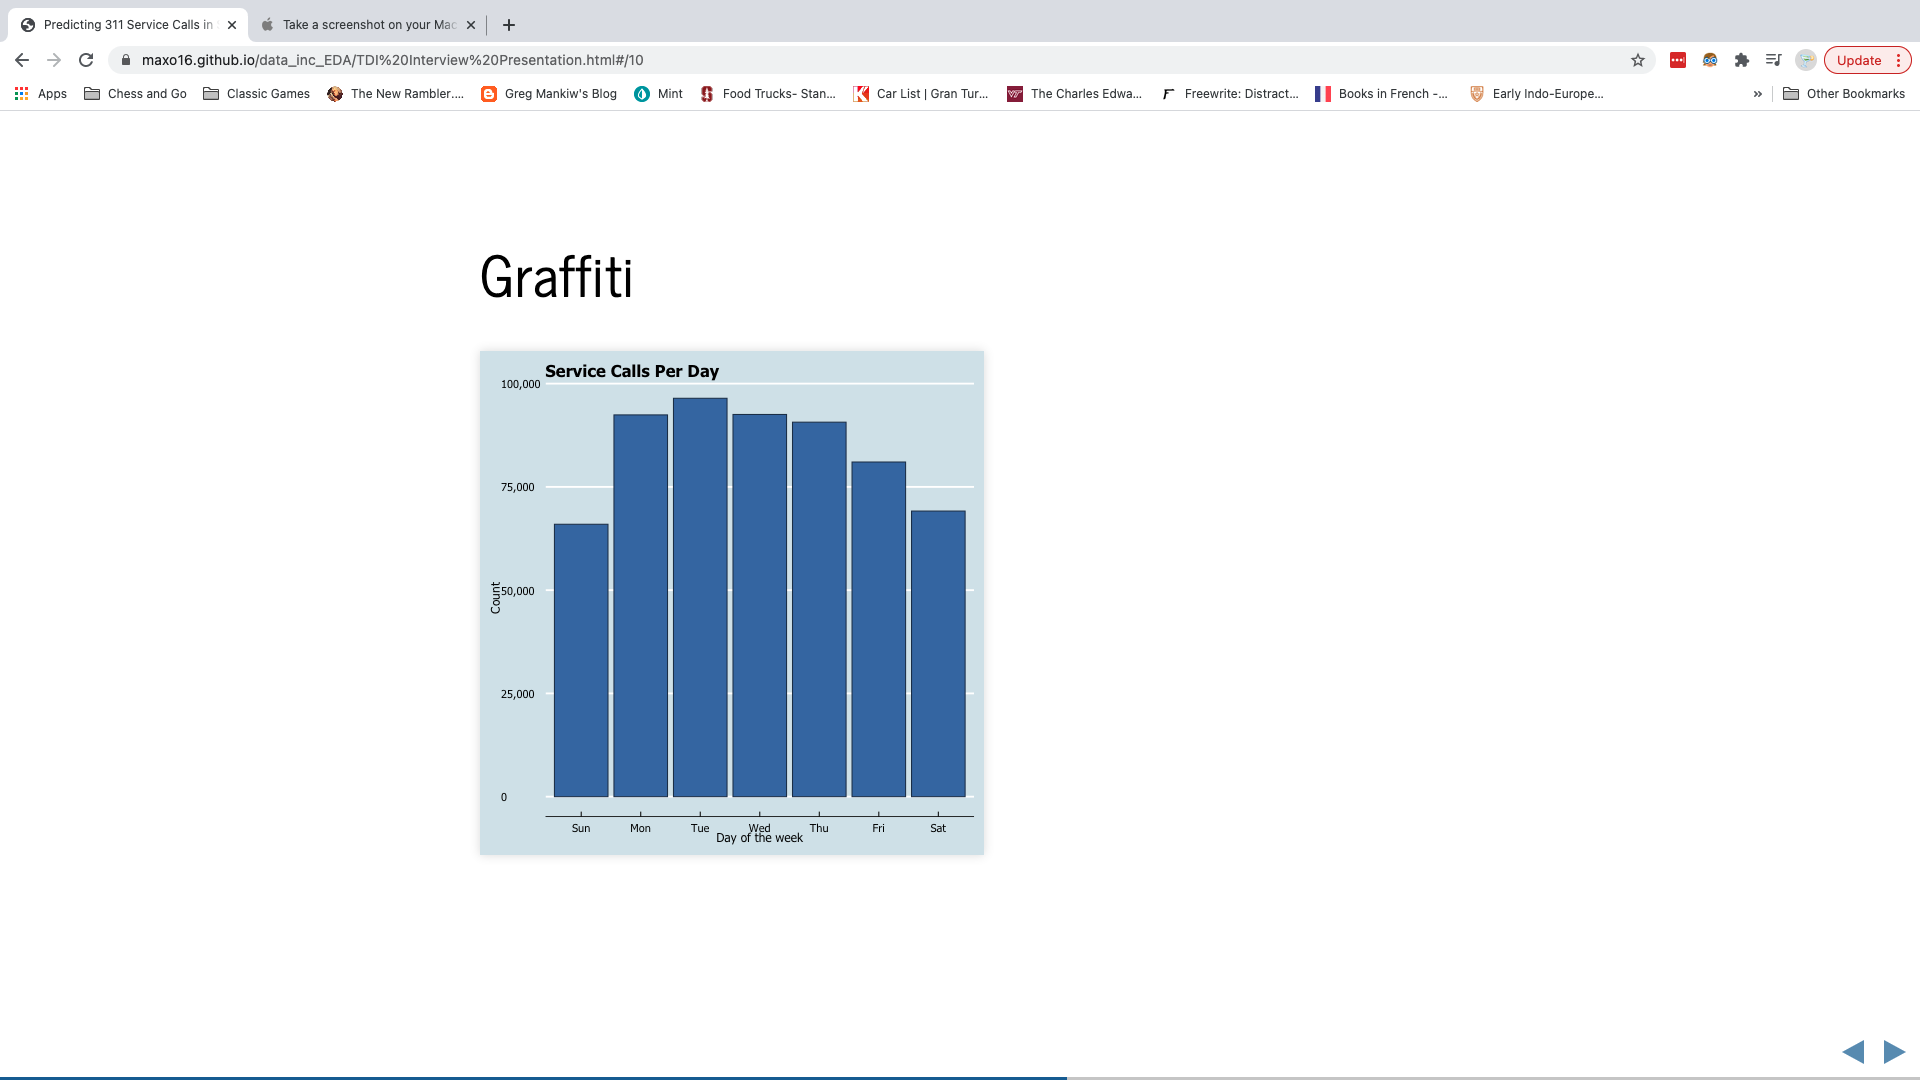 Predicting 311 Service Calls in
Take a screenshot on your Mac
maxo16.github.io/data_inc_EDA/TDI%20Interview%20Presentation.html#/10
Update
Apps Chess and Go Classic Games The New Rambler.... Greg Mankiw's Blog Mint Food Trucks- Stan... Car List | Gran Tur... The Charles Edwa... Freewrite: Distract... Books in French -... Early Indo-Europe... » Other Bookmarks
Graffiti
Service Calls Per Day
100,000
75,000
50,000
25,000
0
Count
Sun Mon Tue Wed Thu Fri Sat
Day of the week